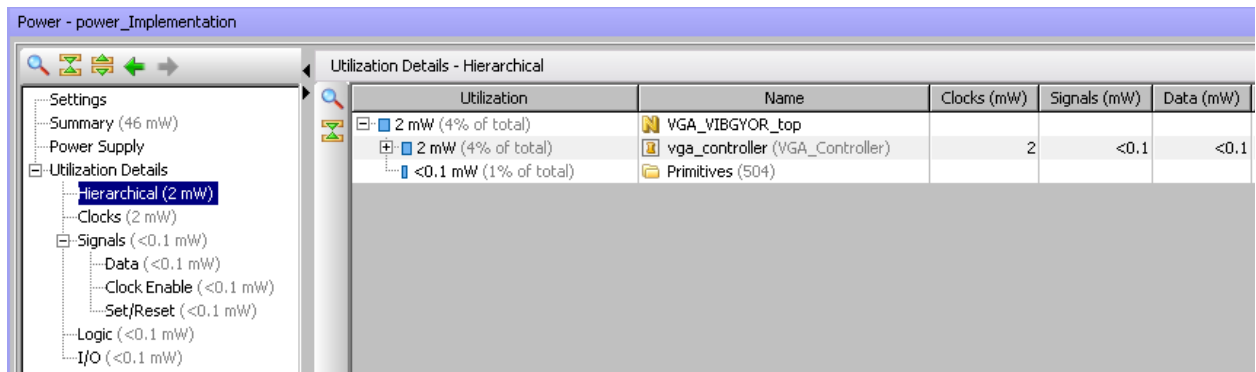 Power - power_Implementation
Utilization Details - Hierarchical
Settings
Summary (46 mW)
Power Supply
Utilization Details
Hierarchical (2 mW)
Clocks (2 mW)
Signals (<0.1 mW)
Data (<0.1 mW)
Clock Enable (<0.1 mW)
Set/Reset (<0.1 mW)
Logic (<0.1 mW)
I/O (<0.1 mW)
Utilization Name Clocks (mW) Signals (mW) Data (mW)
2 mW (4% of total) N VGA_VIBGYOR_top
2 mW (4% of total) I vga_controller (VGA_Controller) 2 <0.1 <0.1
<0.1 mW (1% of total) Primitives (504)